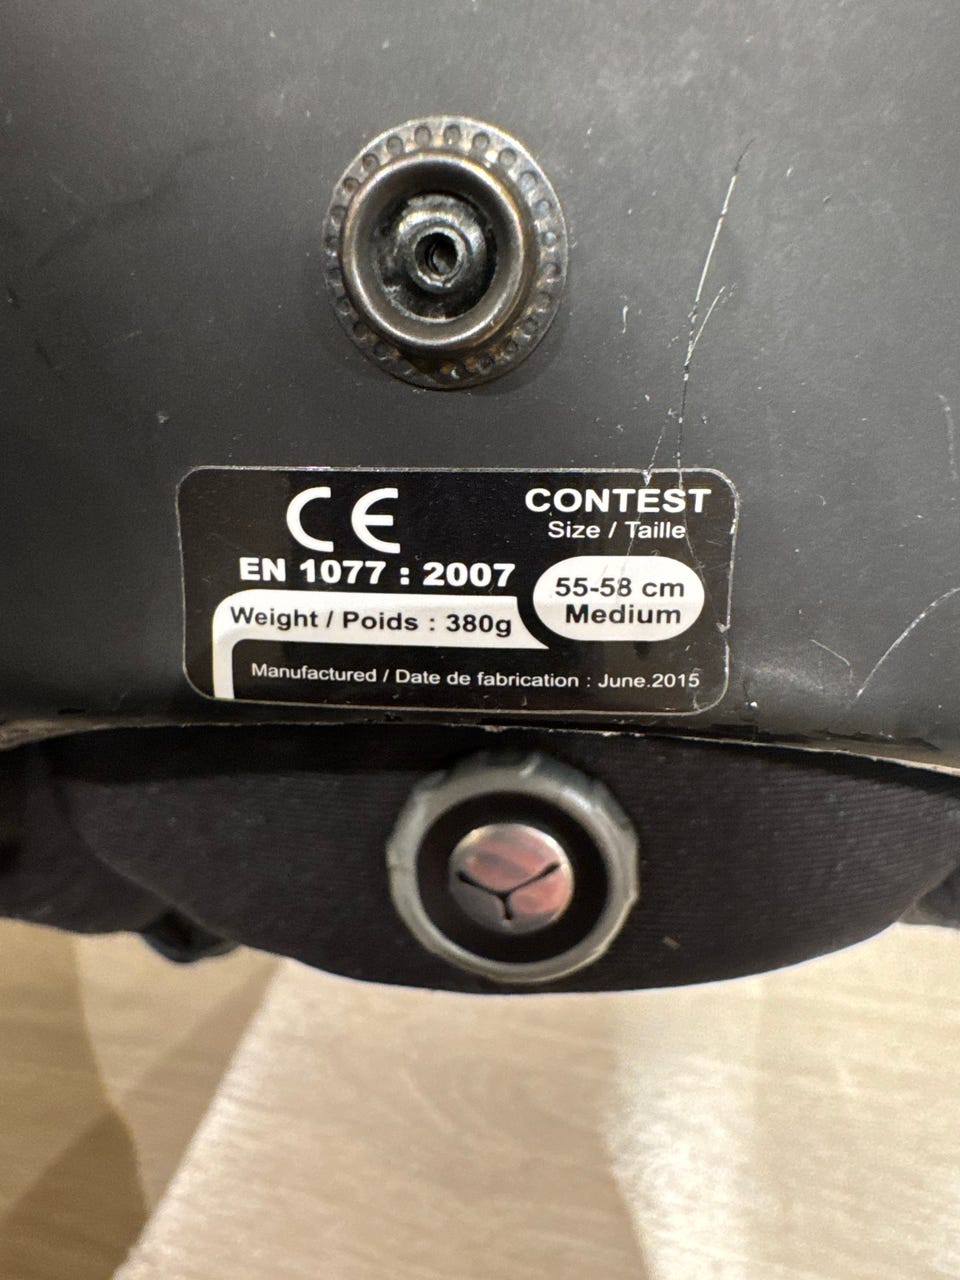 CE
CONTEST
Size / Taille
EN 1077 : 2007
55-58 cm
Medium
Weight / Poids : 380g
Manufactured / Date de fabrication : June.2015